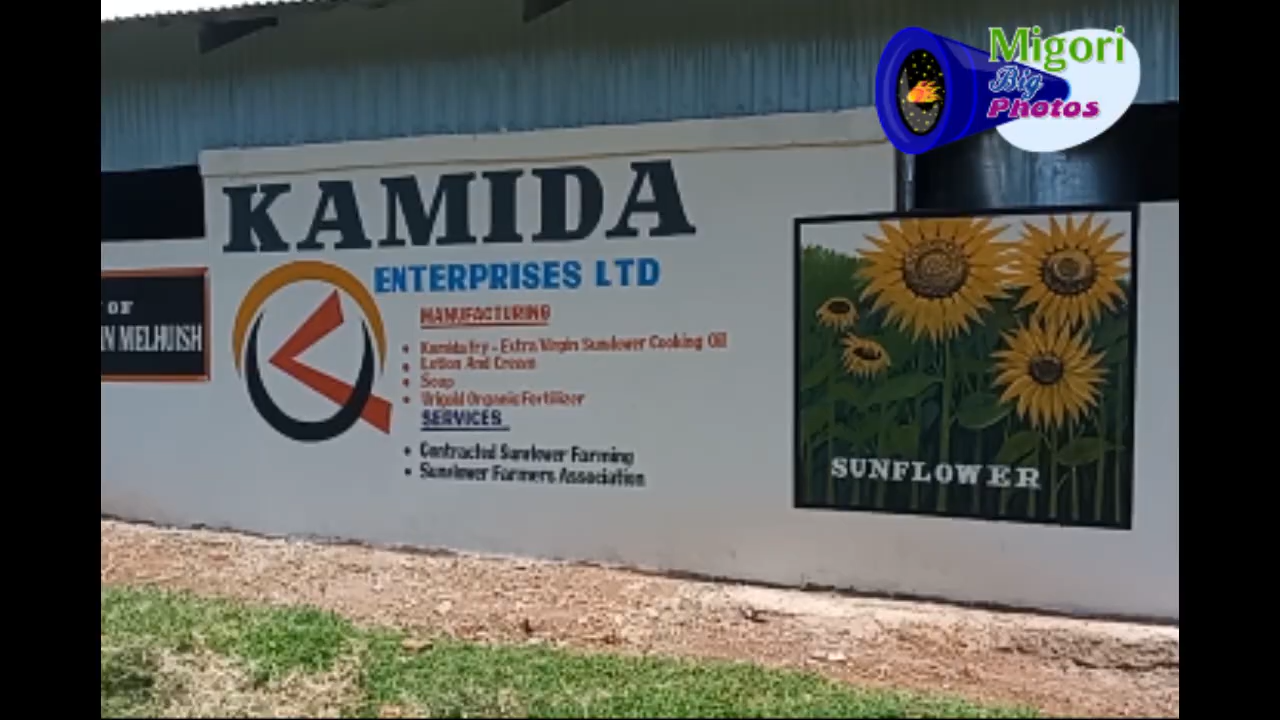 Migori
Big
Photos
KAMIDA
ENTERPRISES LTD
MANUFACTURING
• Kamida fry - Extra Virgin Sunflower Cooking Oil
• Lotion And Cream
• Soap
• Organic Fertilizer
SERVICES
• Contracted Sunflower Farming
• Sunflower Farmers Association
OF
N MELHUISH
SUNFLOWER